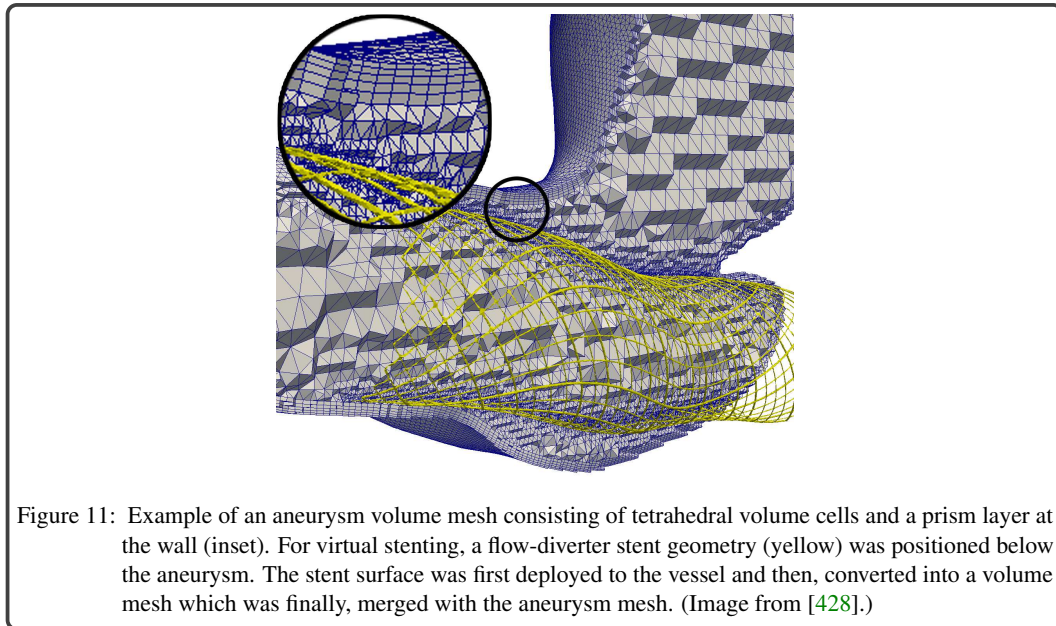 Figure 11: Example of an aneurysm volume mesh consisting of tetrahedral volume cells and a prism layer at
the wall (inset). For virtual stenting, a flow-diverter stent geometry (yellow) was positioned below
the aneurysm. The stent surface was first deployed to the vessel and then, converted into a volume
mesh which was finally, merged with the aneurysm mesh. (Image from [428].)